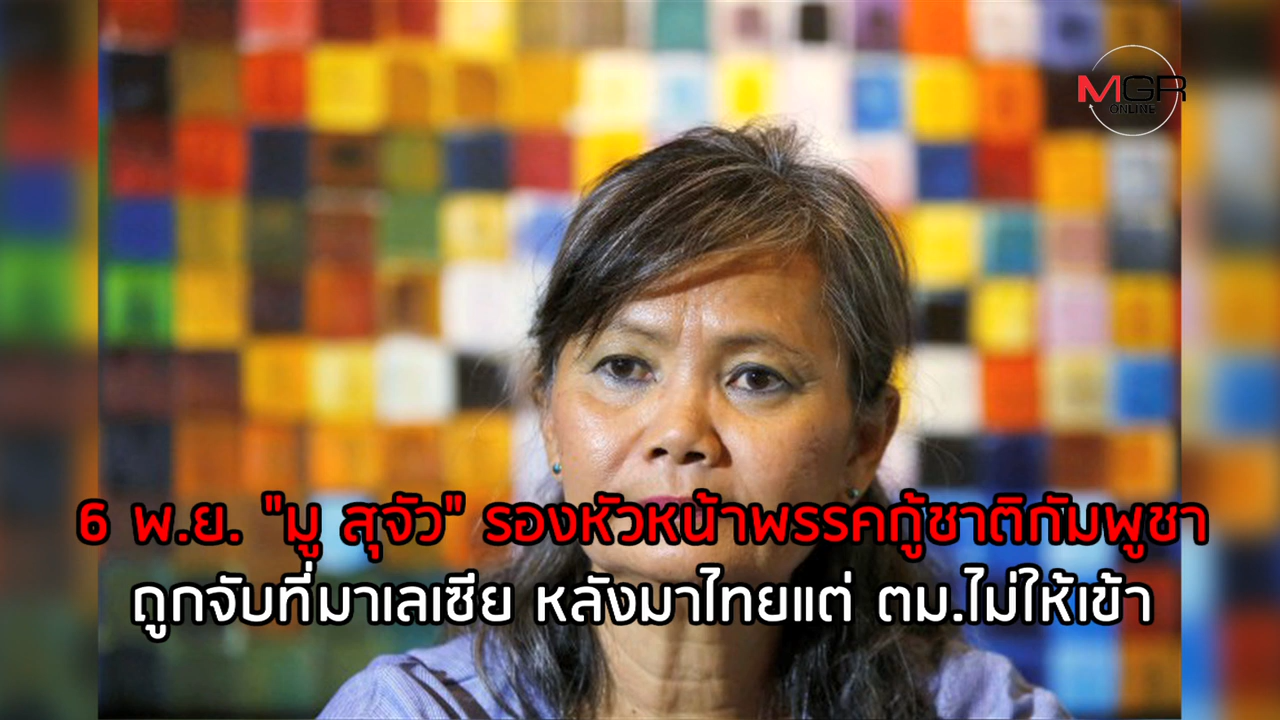 MGR
ONLINE
6 พ.ย. "มู สุจัว" รองหัวหน้าพรรคกู้ชาติกัมพูชา
ถูกจับที่มาเลเซีย หลังมาไทยแต่ ตม.ไม่ให้เข้า